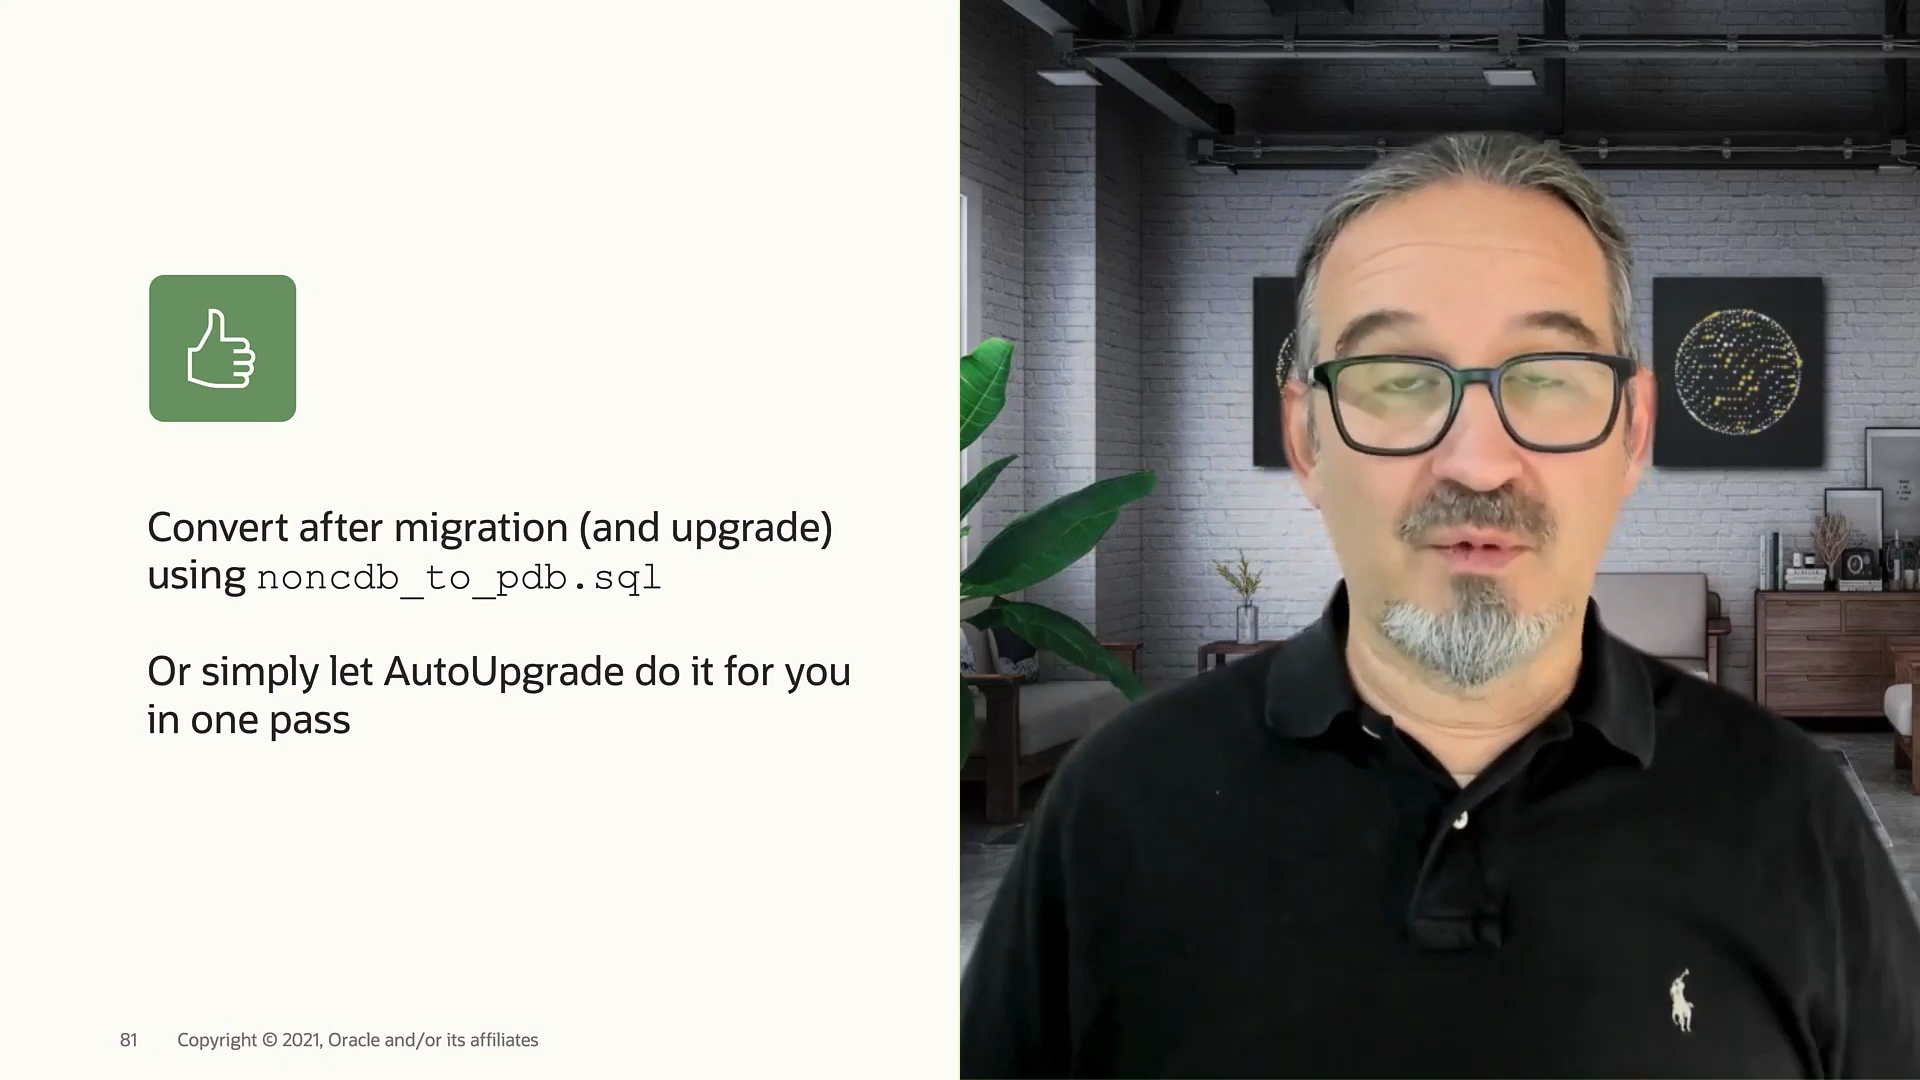 Convert after migration (and upgrade)
using noncdb_to_pdb.sql
Or simply let AutoUpgrade do it for you
in one pass
81 Copyright © 2021, Oracle and/or its affiliates